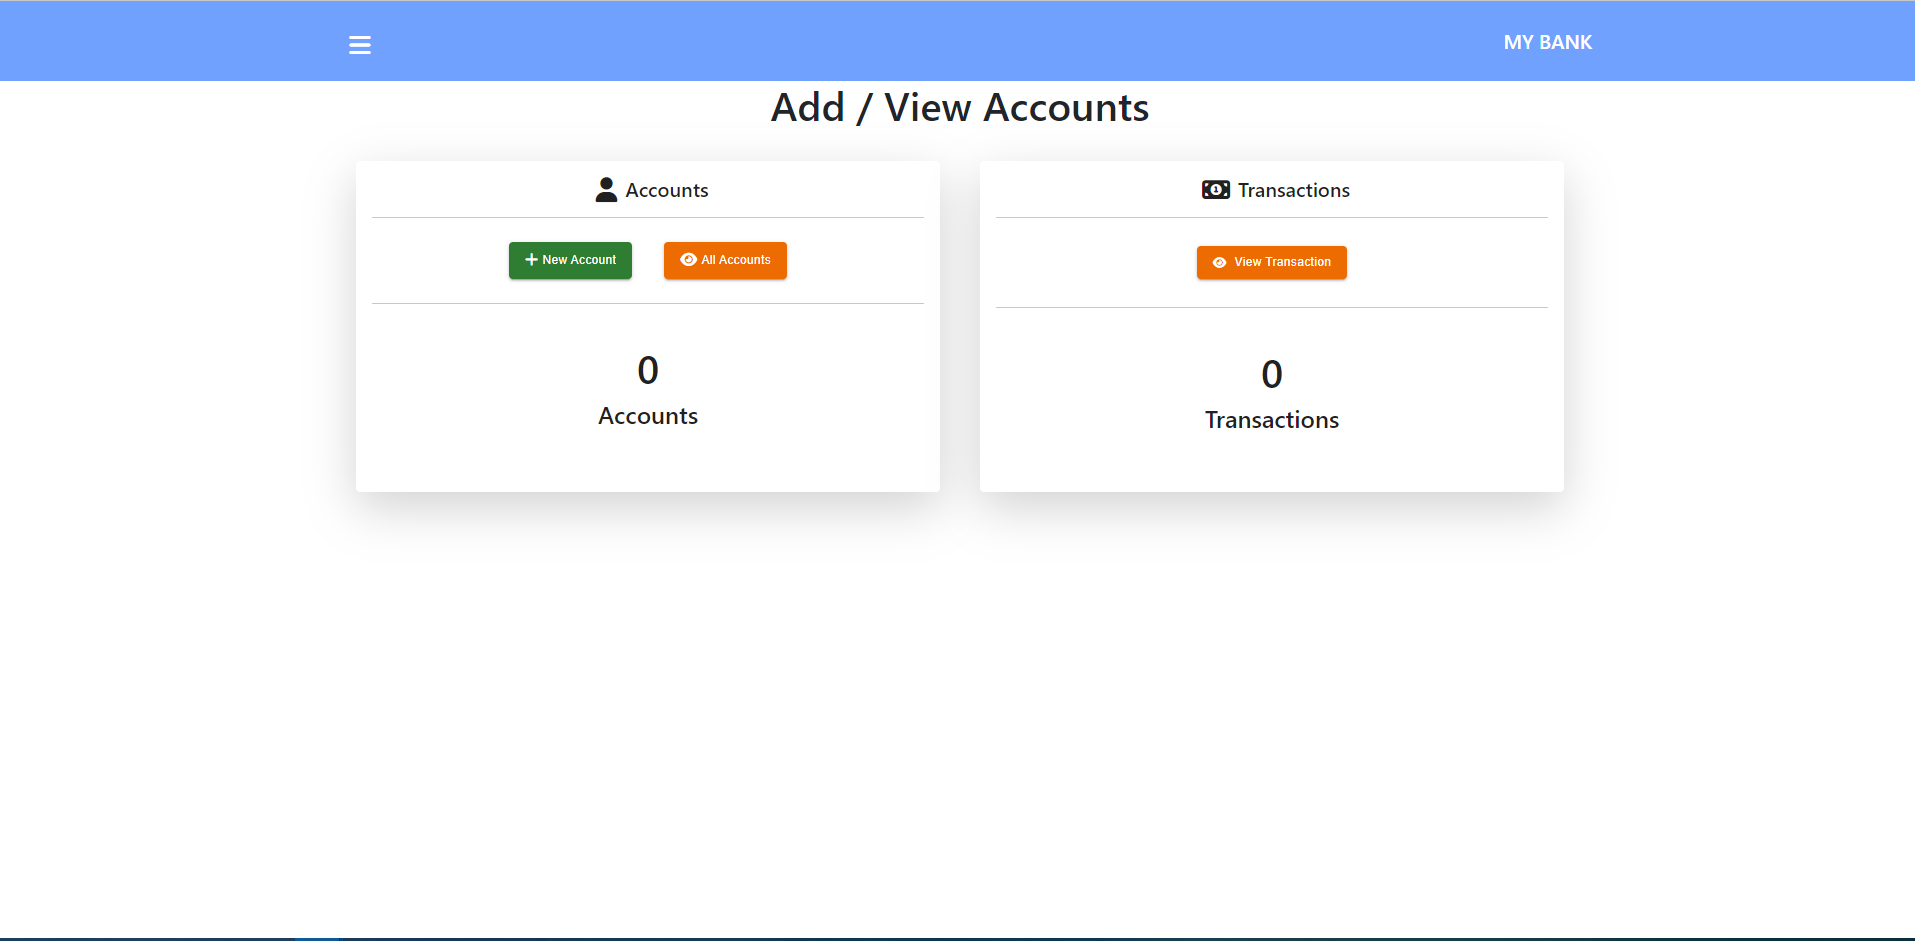 MY BANK
Add / View Accounts
Accounts
New Account
All Accounts
0
Accounts
Transactions
View Transaction
0
Transactions